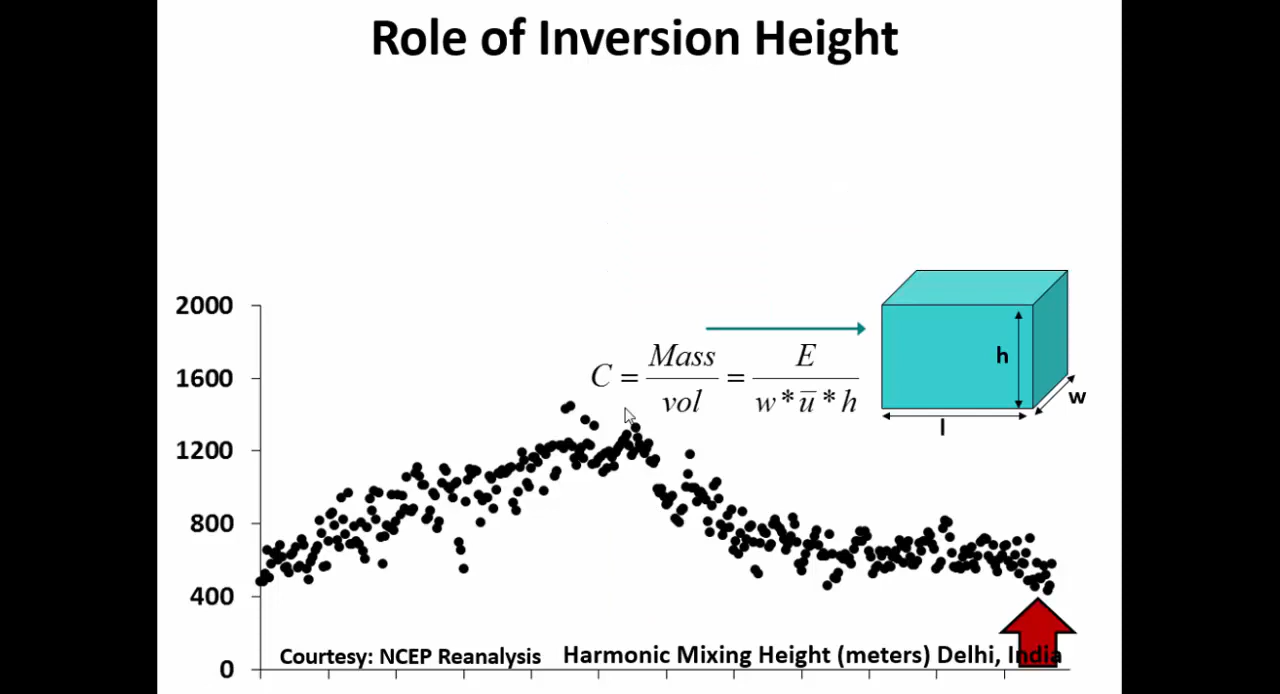 Role of Inversion Height
2000
1600
1200
800
400
0
C = Mass / vol = E / w * u̅ * h
h
w
l
Courtesy: NCEP Reanalysis Harmonic Mixing Height (meters) Delhi, India